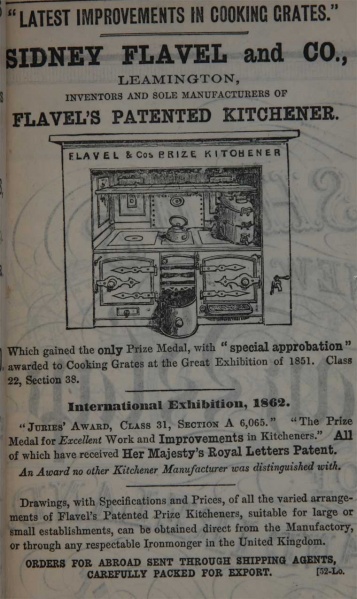 "LATEST IMPROVEMENTS IN COOKING GRATES."
SIDNEY FLAVEL and CO.,
LEAMINGTON,
INVENTORS AND SOLE MANUFACTURERS OF
FLAVEL'S PATENTED KITCHENER.
FLAVEL & Cos PRIZE KITCHENER
Which gained the only Prize Medal, with "special approbation"
awarded to Cooking Grates at the Great Exhibition of 1851. Class
22, Section 38.
International Exhibition, 1862.
"JURIES' AWARD, CLASS 31, SECTION A 6,065." "The Prize
Medal for Excellent Work and Improvements in Kitcheners." All
of which have received Her Majesty's Royal Letters Patent.
An Award no other Kitchener Manufacturer was distinguished with.
Drawings, with Specifications and Prices, of all the varied arrange-
ments of Flavel's Patented Prize Kitcheners, suitable for large or
small establishments, can be obtained direct from the Manufactory,
or through any respectable Ironmonger in the United Kingdom.
ORDERS FOR ABROAD SENT THROUGH SHIPPING AGENTS,
CAREFULLY PACKED FOR EXPORT. [52-Lo.